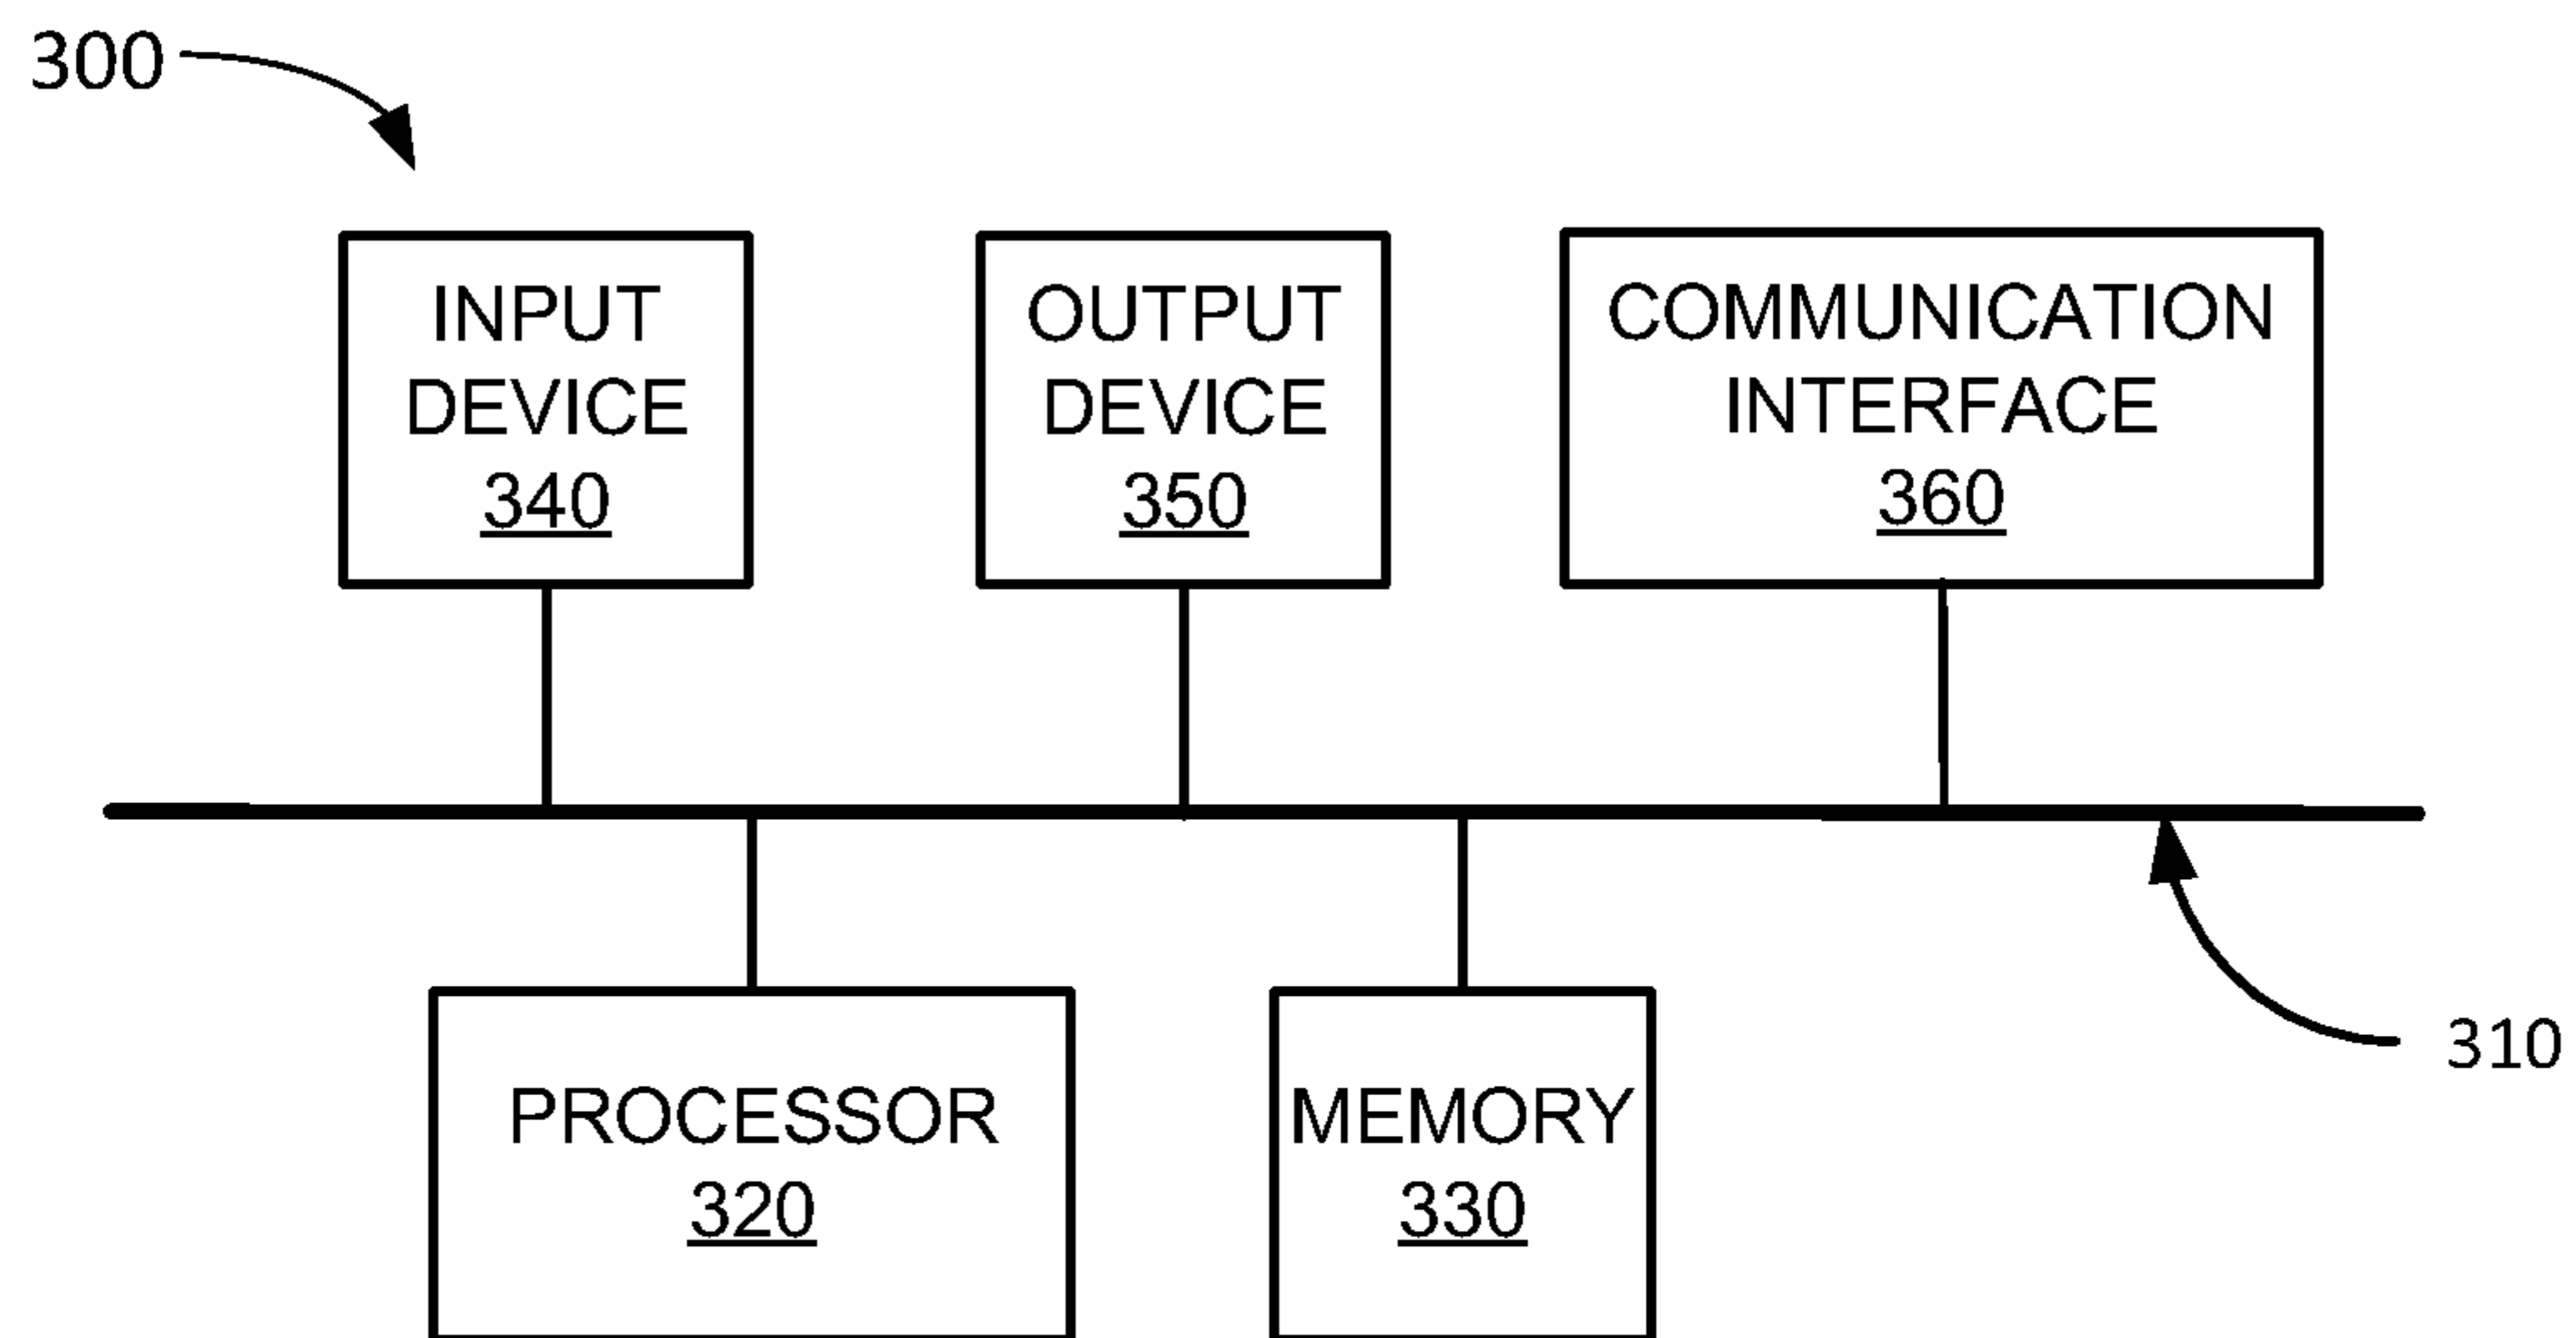 300
INPUT
DEVICE
340
OUTPUT
DEVICE
350
COMMUNICATION
INTERFACE
360
310
PROCESSOR
320
MEMORY
330